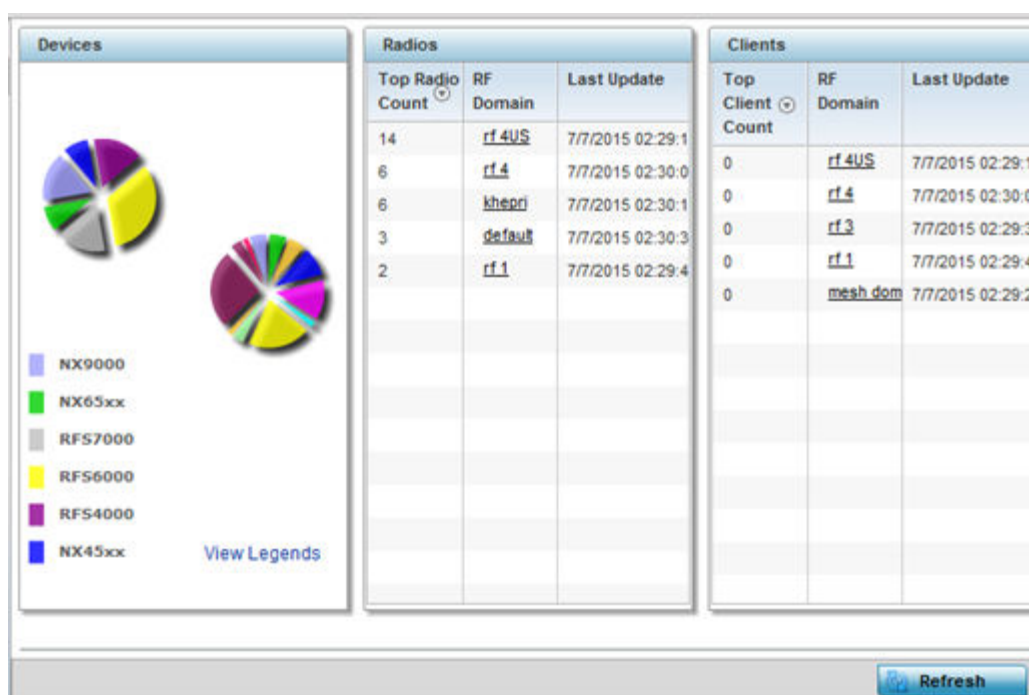 Devices
NX9000
NX65xx
RFS7000
RFS6000
RFS4000
NX45xx
View Legends
Radios
Top Radio Count RF Domain Last Update
14 rf 4US 7/7/2015 02:29:1
6 rf 4 7/7/2015 02:30:0
6 khepri 7/7/2015 02:30:1
3 default 7/7/2015 02:30:3
2 rf 1 7/7/2015 02:29:4
Clients
Top Client Count RF Domain Last Update
0 rf 4US 7/7/2015 02:29:1
0 rf 4 7/7/2015 02:30:0
0 rf 3 7/7/2015 02:29:3
0 rf 1 7/7/2015 02:29:4
0 mesh dom 7/7/2015 02:29:2
Refresh